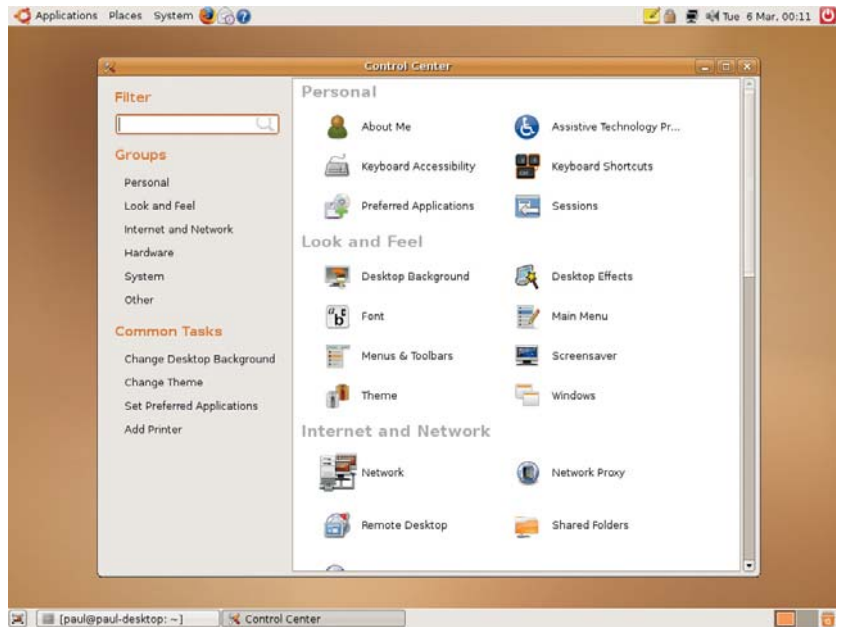 Applications Places System Tue 6 Mar, 00:11
Control Center
Filter
Groups
Personal
Look and Feel
Internet and Network
Hardware
System
Other
Common Tasks
Change Desktop Background
Change Theme
Set Preferred Applications
Add Printer
Personal
About Me
Assistive Technology Pr...
Keyboard Accessibility
Keyboard Shortcuts
Preferred Applications
Sessions
Look and Feel
Desktop Background
Desktop Effects
Font
Main Menu
Menus & Toolbars
Screensaver
Theme
Windows
Internet and Network
Network
Network Proxy
Remote Desktop
Shared Folders
[paul@paul-desktop: ~]
Control Center